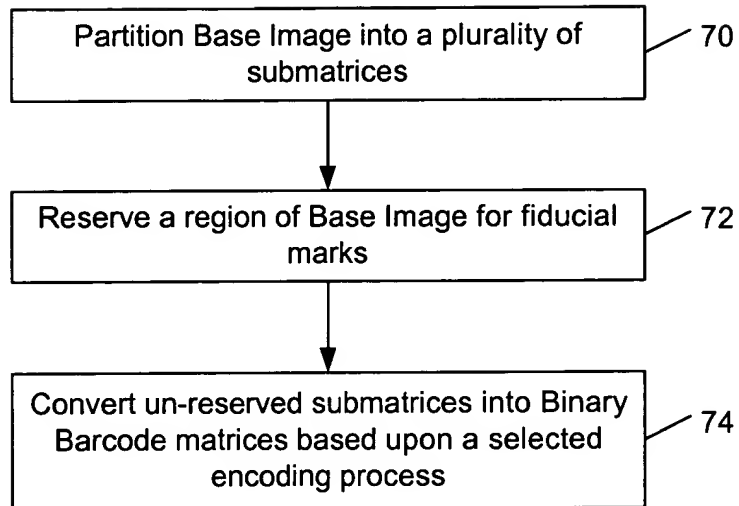 Partition Base Image into a plurality of
submatrices
70
Reserve a region of Base Image for fiducial
marks
72
Convert un-reserved submatrices into Binary
Barcode matrices based upon a selected
encoding process
74